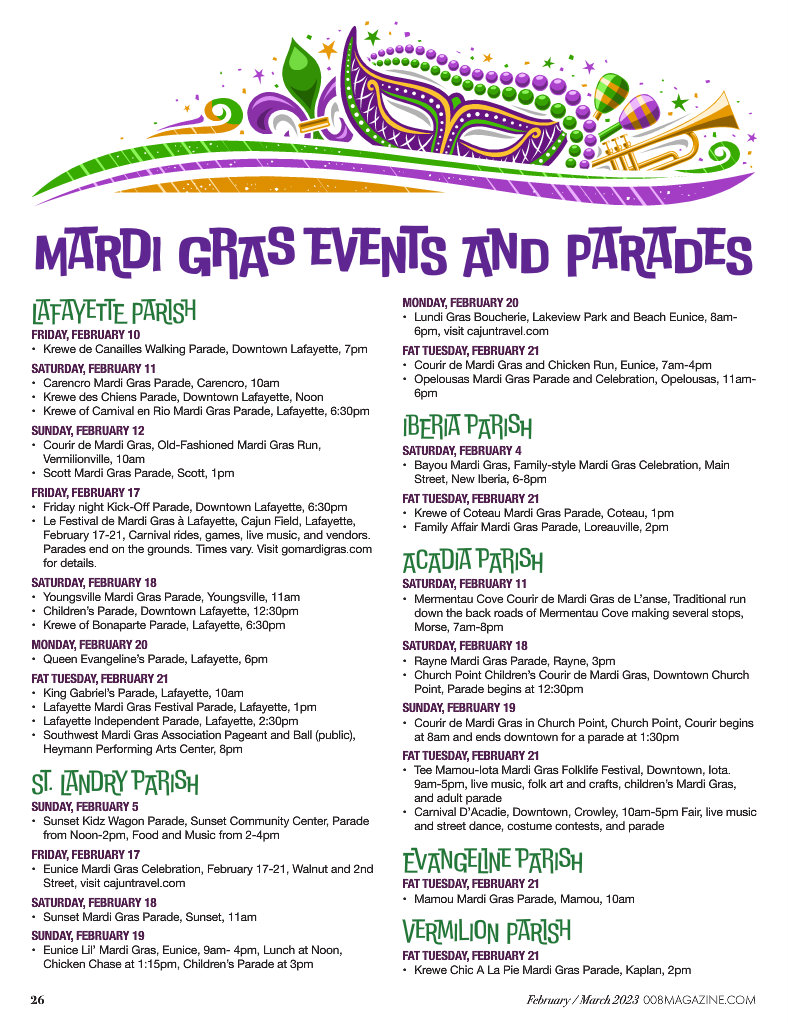 MARDI GRAS EVENTS AND PARADES
LAFAYETTE PARISH
FRIDAY, FEBRUARY 10
• Krewe de Canailles Walking Parade, Downtown Lafayette, 7pm
SATURDAY, FEBRUARY 11
• Carencro Mardi Gras Parade, Carencro, 10am
• Krewe des Chiens Parade, Downtown Lafayette, Noon
• Krewe of Carnival en Rio Mardi Gras Parade, Lafayette, 6:30pm
SUNDAY, FEBRUARY 12
• Courir de Mardi Gras, Old-Fashioned Mardi Gras Run,
Vermilionville, 10am
• Scott Mardi Gras Parade, Scott, 1pm
FRIDAY, FEBRUARY 17
• Friday night Kick-Off Parade, Downtown Lafayette, 6:30pm
• Le Festival de Mardi Gras à Lafayette, Cajun Field, Lafayette,
February 17-21, Carnival rides, games, live music, and vendors.
Parades end on the grounds. Times vary. Visit gomardigras.com
for details.
SATURDAY, FEBRUARY 18
• Youngsville Mardi Gras Parade, Youngsville, 11am
• Children's Parade, Downtown Lafayette, 12:30pm
• Krewe of Bonaparte Parade, Lafayette, 6:30pm
MONDAY, FEBRUARY 20
• Queen Evangeline's Parade, Lafayette, 6pm
FAT TUESDAY, FEBRUARY 21
• King Gabriel's Parade, Lafayette, 10am
• Lafayette Mardi Gras Festival Parade, Lafayette, 1pm
• Lafayette Independent Parade, Lafayette, 2:30pm
• Southwest Mardi Gras Association Pageant and Ball (public),
Heymann Performing Arts Center, 8pm
ST. LANDRY PARISH
SUNDAY, FEBRUARY 5
• Sunset Kidz Wagon Parade, Sunset Community Center, Parade
from Noon-2pm, Food and Music from 2-4pm
FRIDAY, FEBRUARY 17
• Eunice Mardi Gras Celebration, February 17-21, Walnut and 2nd
Street, visit cajuntravel.com
SATURDAY, FEBRUARY 18
• Sunset Mardi Gras Parade, Sunset, 11am
SUNDAY, FEBRUARY 19
• Eunice Lil' Mardi Gras, Eunice, 9am- 4pm, Lunch at Noon,
Chicken Chase at 1:15pm, Children's Parade at 3pm
MONDAY, FEBRUARY 20
• Lundi Gras Boucherie, Lakeview Park and Beach Eunice, 8am-
6pm, visit cajuntravel.com
FAT TUESDAY, FEBRUARY 21
• Courir de Mardi Gras and Chicken Run, Eunice, 7am-4pm
• Opelousas Mardi Gras Parade and Celebration, Opelousas, 11am-
6pm
IBERIA PARISH
SATURDAY, FEBRUARY 4
• Bayou Mardi Gras, Family-style Mardi Gras Celebration, Main
Street, New Iberia, 6-8pm
FAT TUESDAY, FEBRUARY 21
• Krewe of Coteau Mardi Gras Parade, Coteau, 1pm
• Family Affair Mardi Gras Parade, Loreauville, 2pm
ACADIA PARISH
SATURDAY, FEBRUARY 11
• Mermentau Cove Courir de Mardi Gras de L'anse, Traditional run
down the back roads of Mermentau Cove making several stops,
Morse, 7am-8pm
SATURDAY, FEBRUARY 18
• Rayne Mardi Gras Parade, Rayne, 3pm
• Church Point Children's Courir de Mardi Gras, Downtown Church
Point, Parade begins at 12:30pm
SUNDAY, FEBRUARY 19
• Courir de Mardi Gras in Church Point, Church Point, Courir begins
at 8am and ends downtown for a parade at 1:30pm
FAT TUESDAY, FEBRUARY 21
• Tee Mamou-Iota Mardi Gras Folklife Festival, Downtown, Iota.
9am-5pm, live music, folk art and crafts, children's Mardi Gras,
and adult parade
• Carnival D'Acadie, Downtown, Crowley, 10am-5pm Fair, live music
and street dance, costume contests, and parade
EVANGELINE PARISH
FAT TUESDAY, FEBRUARY 21
• Mamou Mardi Gras Parade, Mamou, 10am
VERMILION PARISH
FAT TUESDAY, FEBRUARY 21
• Krewe Chic A La Pie Mardi Gras Parade, Kaplan, 2pm
26
February / March 2023 008MAGAZINE.COM